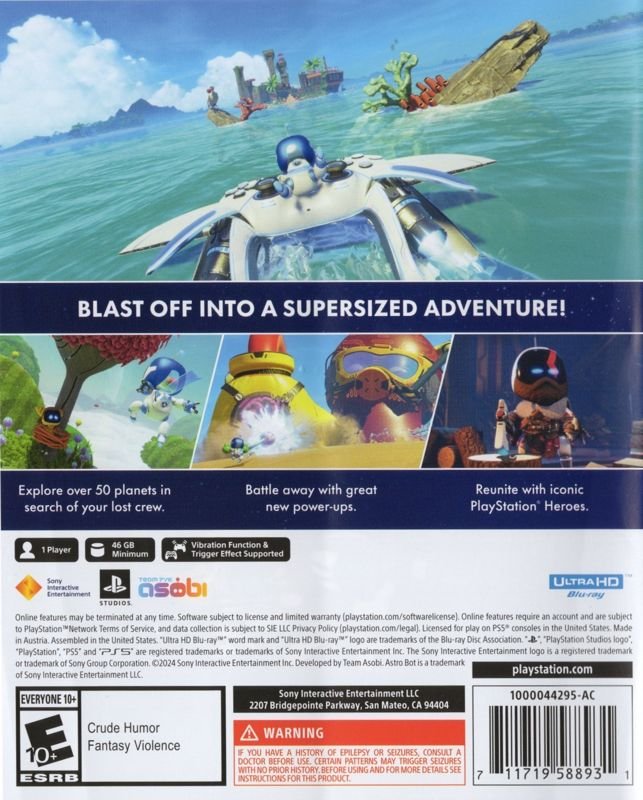 BLAST OFF INTO A SUPERSIZED ADVENTURE!
Explore over 50 planets in
search of your lost crew.
Battle away with great
new power-ups.
Reunite with iconic
PlayStation® Heroes.
1 Player
46 GB
Minimum
Vibration Function &
Trigger Effect Supported
Sony
Interactive
Entertainment
STUDIOS
TEAM
asobi
ULTRA HD
Blu-ray™
Online features may be terminated at any time. Software subject to license and limited warranty (playstation.com/softwarelicense). Online features require an account and are subject
to PlayStation™Network Terms of Service, and data collection is subject to SIE LLC Privacy Policy (playstation.com/legal). Licensed for play on PS5® consoles in the United States. Made
in Austria. Assembled in the United States. "Ultra HD Blu-ray™" word mark and "Ultra HD Blu-ray™" logo are trademarks of the Blu-ray Disc Association. " ", "PlayStation Studios logo",
"PlayStation", "PS5" and "PS5" are registered trademarks or trademarks of Sony Interactive Entertainment Inc. The Sony Interactive Entertainment logo is a registered trademark
or trademark of Sony Group Corporation. ©2024 Sony Interactive Entertainment Inc. Developed by Team Asobi. Astro Bot is a trademark
of Sony Interactive Entertainment LLC.
playstation.com
EVERYONE 10+
E
10+
ESRB
Crude Humor
Fantasy Violence
Sony Interactive Entertainment LLC
2207 Bridgepointe Parkway, San Mateo, CA 94404
WARNING
IF YOU HAVE A HISTORY OF EPILEPSY OR SEIZURES, CONSULT A
DOCTOR BEFORE USE. CERTAIN PATTERNS MAY TRIGGER SEIZURES
WITH NO PRIOR HISTORY. BEFORE USING AND FOR MORE DETAILS SEE
INSTRUCTIONS FOR THIS PRODUCT.
1000044295-AC
7 11719 58893 1